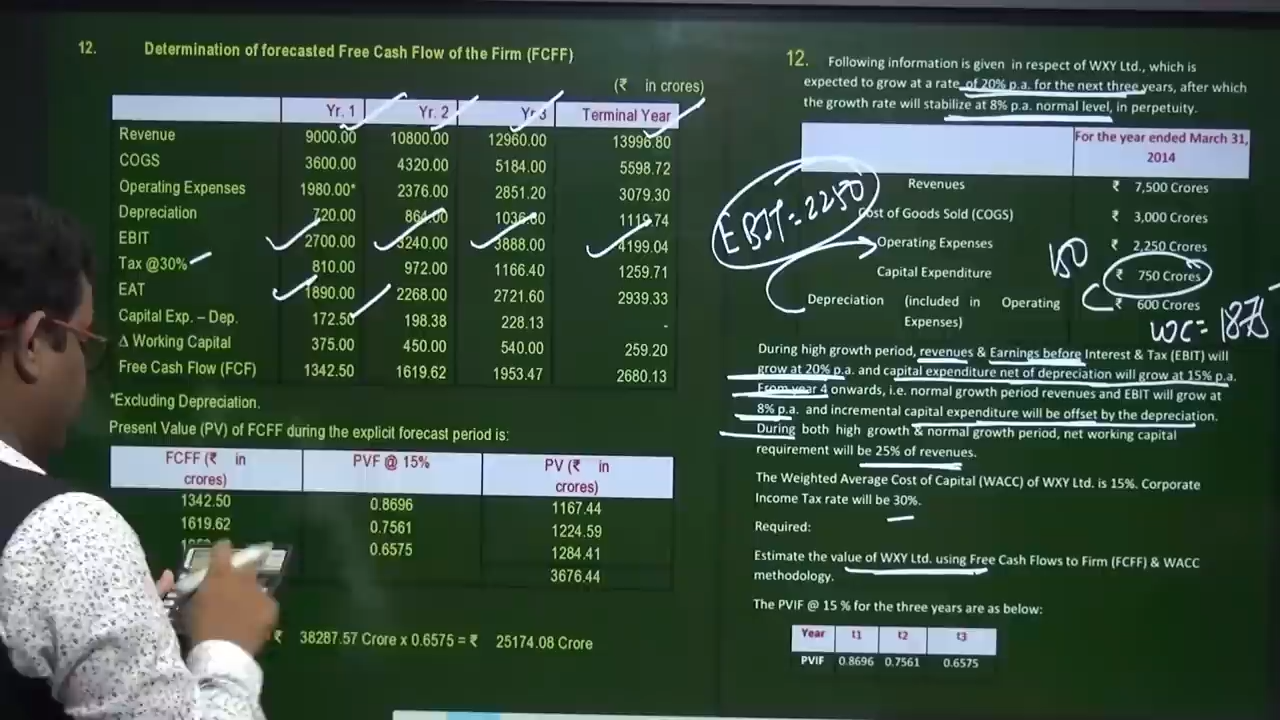 12. Determination of forecasted Free Cash Flow of the Firm (FCFF)
(₹ in crores)
Yr. 1 Yr. 2 Yr 3 Terminal Year
Revenue 9000.00 10800.00 12960.00 13996.80
COGS 3600.00 4320.00 5184.00 5598.72
Operating Expenses 1980.00* 2376.00 2851.20 3079.30
Depreciation 720.00 864.00 1036.80 1119.74
EBIT 2700.00 3240.00 3888.00 4199.04
Tax @30% 810.00 972.00 1166.40 1259.71
EAT 1890.00 2268.00 2721.60 2939.33
Capital Exp. – Dep. 172.50 198.38 228.13 -
Δ Working Capital 375.00 450.00 540.00 259.20
Free Cash Flow (FCF) 1342.50 1619.62 1953.47 2680.13
*Excluding Depreciation.
Present Value (PV) of FCFF during the explicit forecast period is:
FCFF (₹ in crores) PVF @ 15% PV (₹ in crores)
1342.50 0.8696 1167.44
1619.62 0.7561 1224.59
0.6575 1284.41
3676.44
₹ 38287.57 Crore x 0.6575 = ₹ 25174.08 Crore
12. Following information is given in respect of WXY Ltd., which is
expected to grow at a rate of 20% p.a. for the next three years, after which
the growth rate will stabilize at 8% p.a. normal level, in perpetuity.
For the year ended March 31,
2014
Revenues ₹ 7,500 Crores
Cost of Goods Sold (COGS) ₹ 3,000 Crores
EBIT = 2250
Operating Expenses ₹ 2,250 Crores
Capital Expenditure 150 ₹ 750 Crores
Depreciation (included in Operating ₹ 600 Crores
Expenses)
WC = 1875
During high growth period, revenues & Earnings before Interest & Tax (EBIT) will
grow at 20% p.a. and capital expenditure net of depreciation will grow at 15% p.a.
From year 4 onwards, i.e. normal growth period revenues and EBIT will grow at
8% p.a. and incremental capital expenditure will be offset by the depreciation.
During both high growth & normal growth period, net working capital
requirement will be 25% of revenues.
The Weighted Average Cost of Capital (WACC) of WXY Ltd. is 15%. Corporate
Income Tax rate will be 30%.
Required:
Estimate the value of WXY Ltd. using Free Cash Flows to Firm (FCFF) & WACC
methodology.
The PVIF @ 15 % for the three years are as below:
Year t1 t2 t3
PVIF 0.8696 0.7561 0.6575